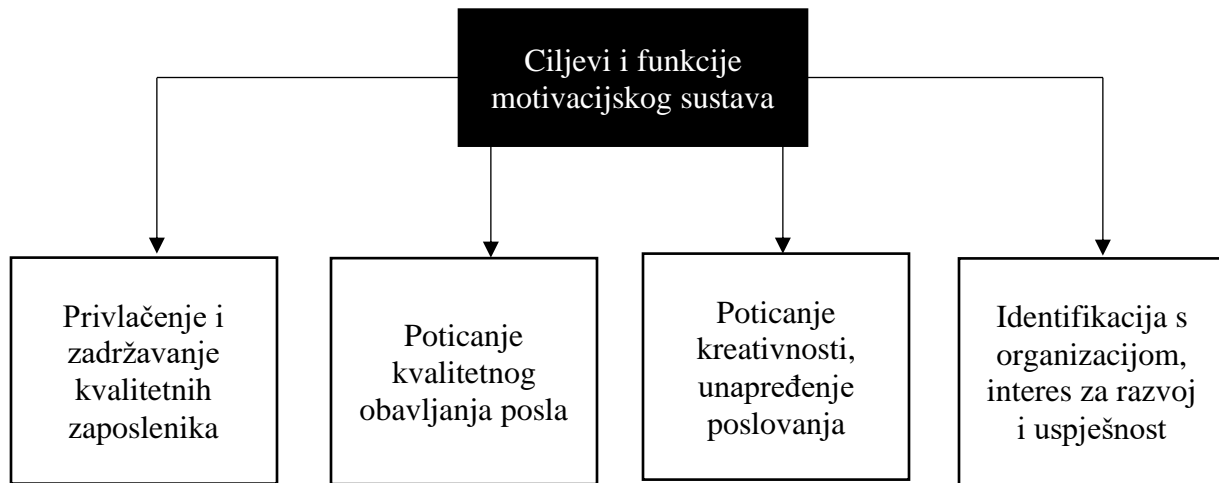 Ciljevi i funkcije
motivacijskog sustava
Privlačenje i
zadržavanje
kvalitetnih
zaposlenika
Poticanje
kvalitetnog
obavljanja posla
Poticanje
kreativnosti,
unapređenje
poslovanja
Identifikacija s
organizacijom,
interes za razvoj
i uspješnost